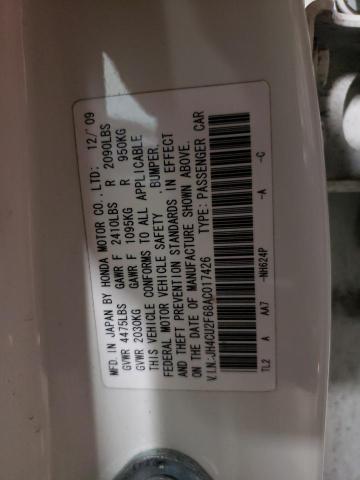 MFD.IN JAPAN BY HONDA MOTOR CO.,LTD: 12/'09
GVWR 4475LBS GAWR F 2410LBS R 2090LBS
GVWR 2030KG GAWR F 1095KG R 950KG
THIS VEHICLE CONFORMS TO ALL APPLICABLE
FEDERAL MOTOR VEHICLE SAFETY ,BUMPER,
AND THEFT PREVENTION STANDARDS IN EFFECT
ON THE DATE OF MANUFACTURE SHOWN ABOVE.
V.I.N.:JH4CU2F68AC017426 TYPE: PASSENGER CAR
TL2 A AA7 -NH624P -A -C